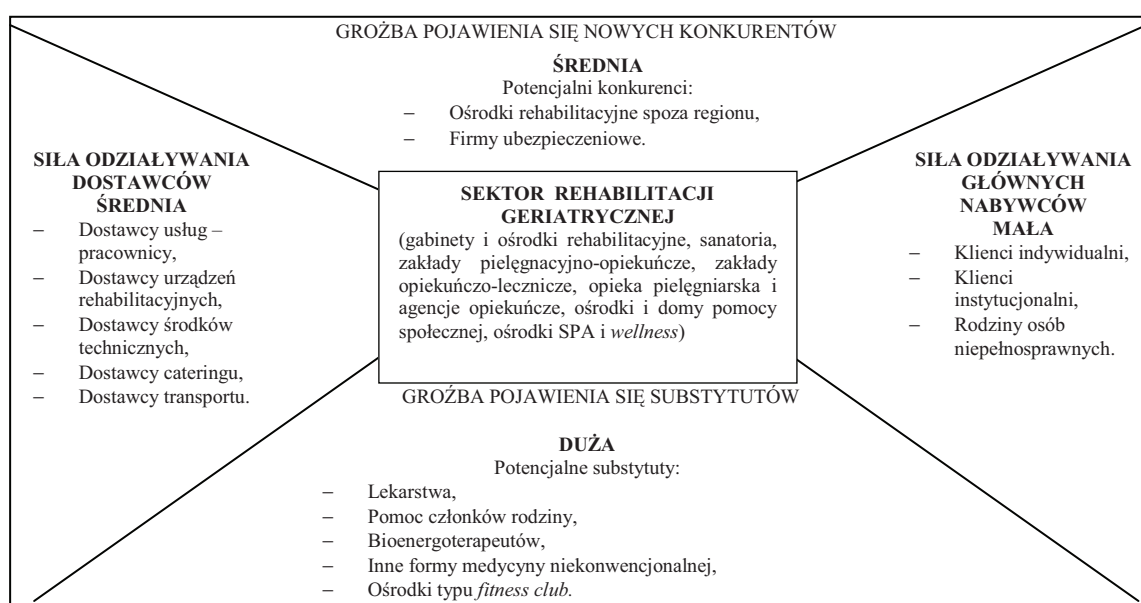 GROŹBA POJAWIENIA SIĘ NOWYCH KONKURENTÓW
ŚREDNIA
Potencjalni konkurenci:
– Ośrodki rehabilitacyjne spoza regionu,
– Firmy ubezpieczeniowe.
SIŁA ODZIAŁYWANIA
DOSTAWCÓW
ŚREDNIA
– Dostawcy usług –
pracownicy,
– Dostawcy urządzeń
rehabilitacyjnych,
– Dostawcy środków
technicznych,
– Dostawcy cateringu,
– Dostawcy transportu.
SEKTOR REHABILITACJI
GERIATRYCZNEJ
(gabinety i ośrodki rehabilitacyjne, sanatoria,
zakłady pielęgnacyjno-opiekuńcze, zakłady
opiekuńczo-lecznicze, opieka pielęgniarska i
agencje opiekuńcze, ośrodki i domy pomocy
społecznej, ośrodki SPA i wellness)
SIŁA ODZIAŁYWANIA
GŁÓWNYCH
NABYWCÓW
MAŁA
– Klienci indywidualni,
– Klienci
instytucjonalni,
– Rodziny osób
niepełnosprawnych.
GROŹBA POJAWIENIA SIĘ SUBSTYTUTÓW
DUŻA
Potencjalne substytuty:
– Lekarstwa,
– Pomoc członków rodziny,
– Bioenergoterapeutów,
– Inne formy medycyny niekonwencjonalnej,
– Ośrodki typu fitness club.